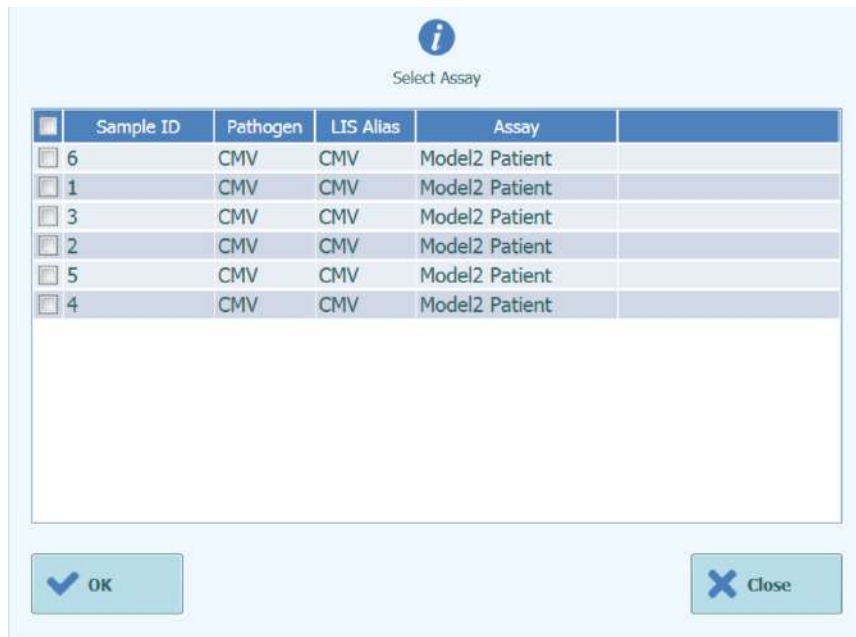 i
Select Assay
Sample ID Pathogen LIS Alias Assay
6 CMV CMV Model2 Patient
1 CMV CMV Model2 Patient
3 CMV CMV Model2 Patient
2 CMV CMV Model2 Patient
5 CMV CMV Model2 Patient
4 CMV CMV Model2 Patient
OK Close